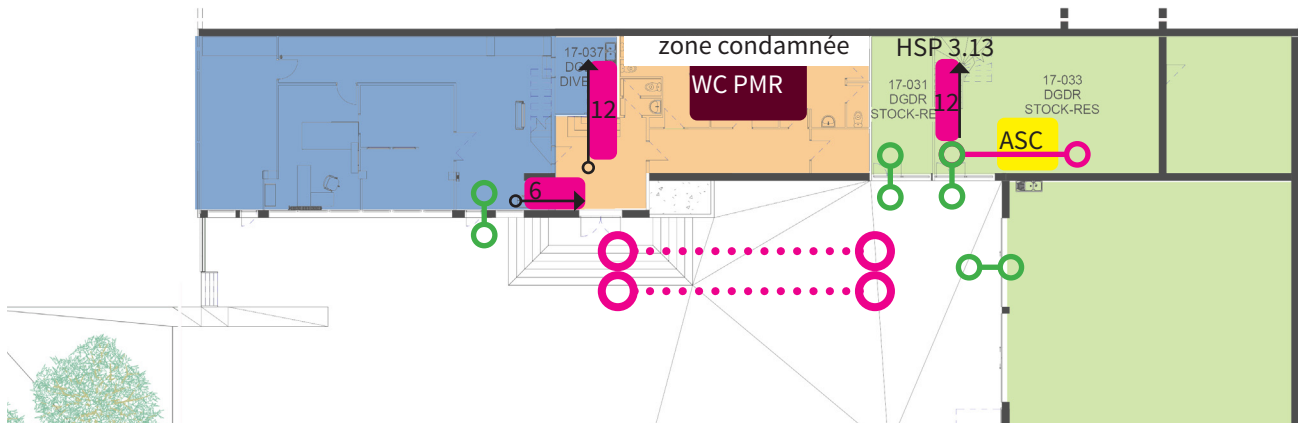 zone condamnée
HSP 3.13
17-037
DG
DIVE
WC PMR
12
17-031
DGDR
STOCK-RE
12
17-033
DGDR
STOCK-RES
ASC
6